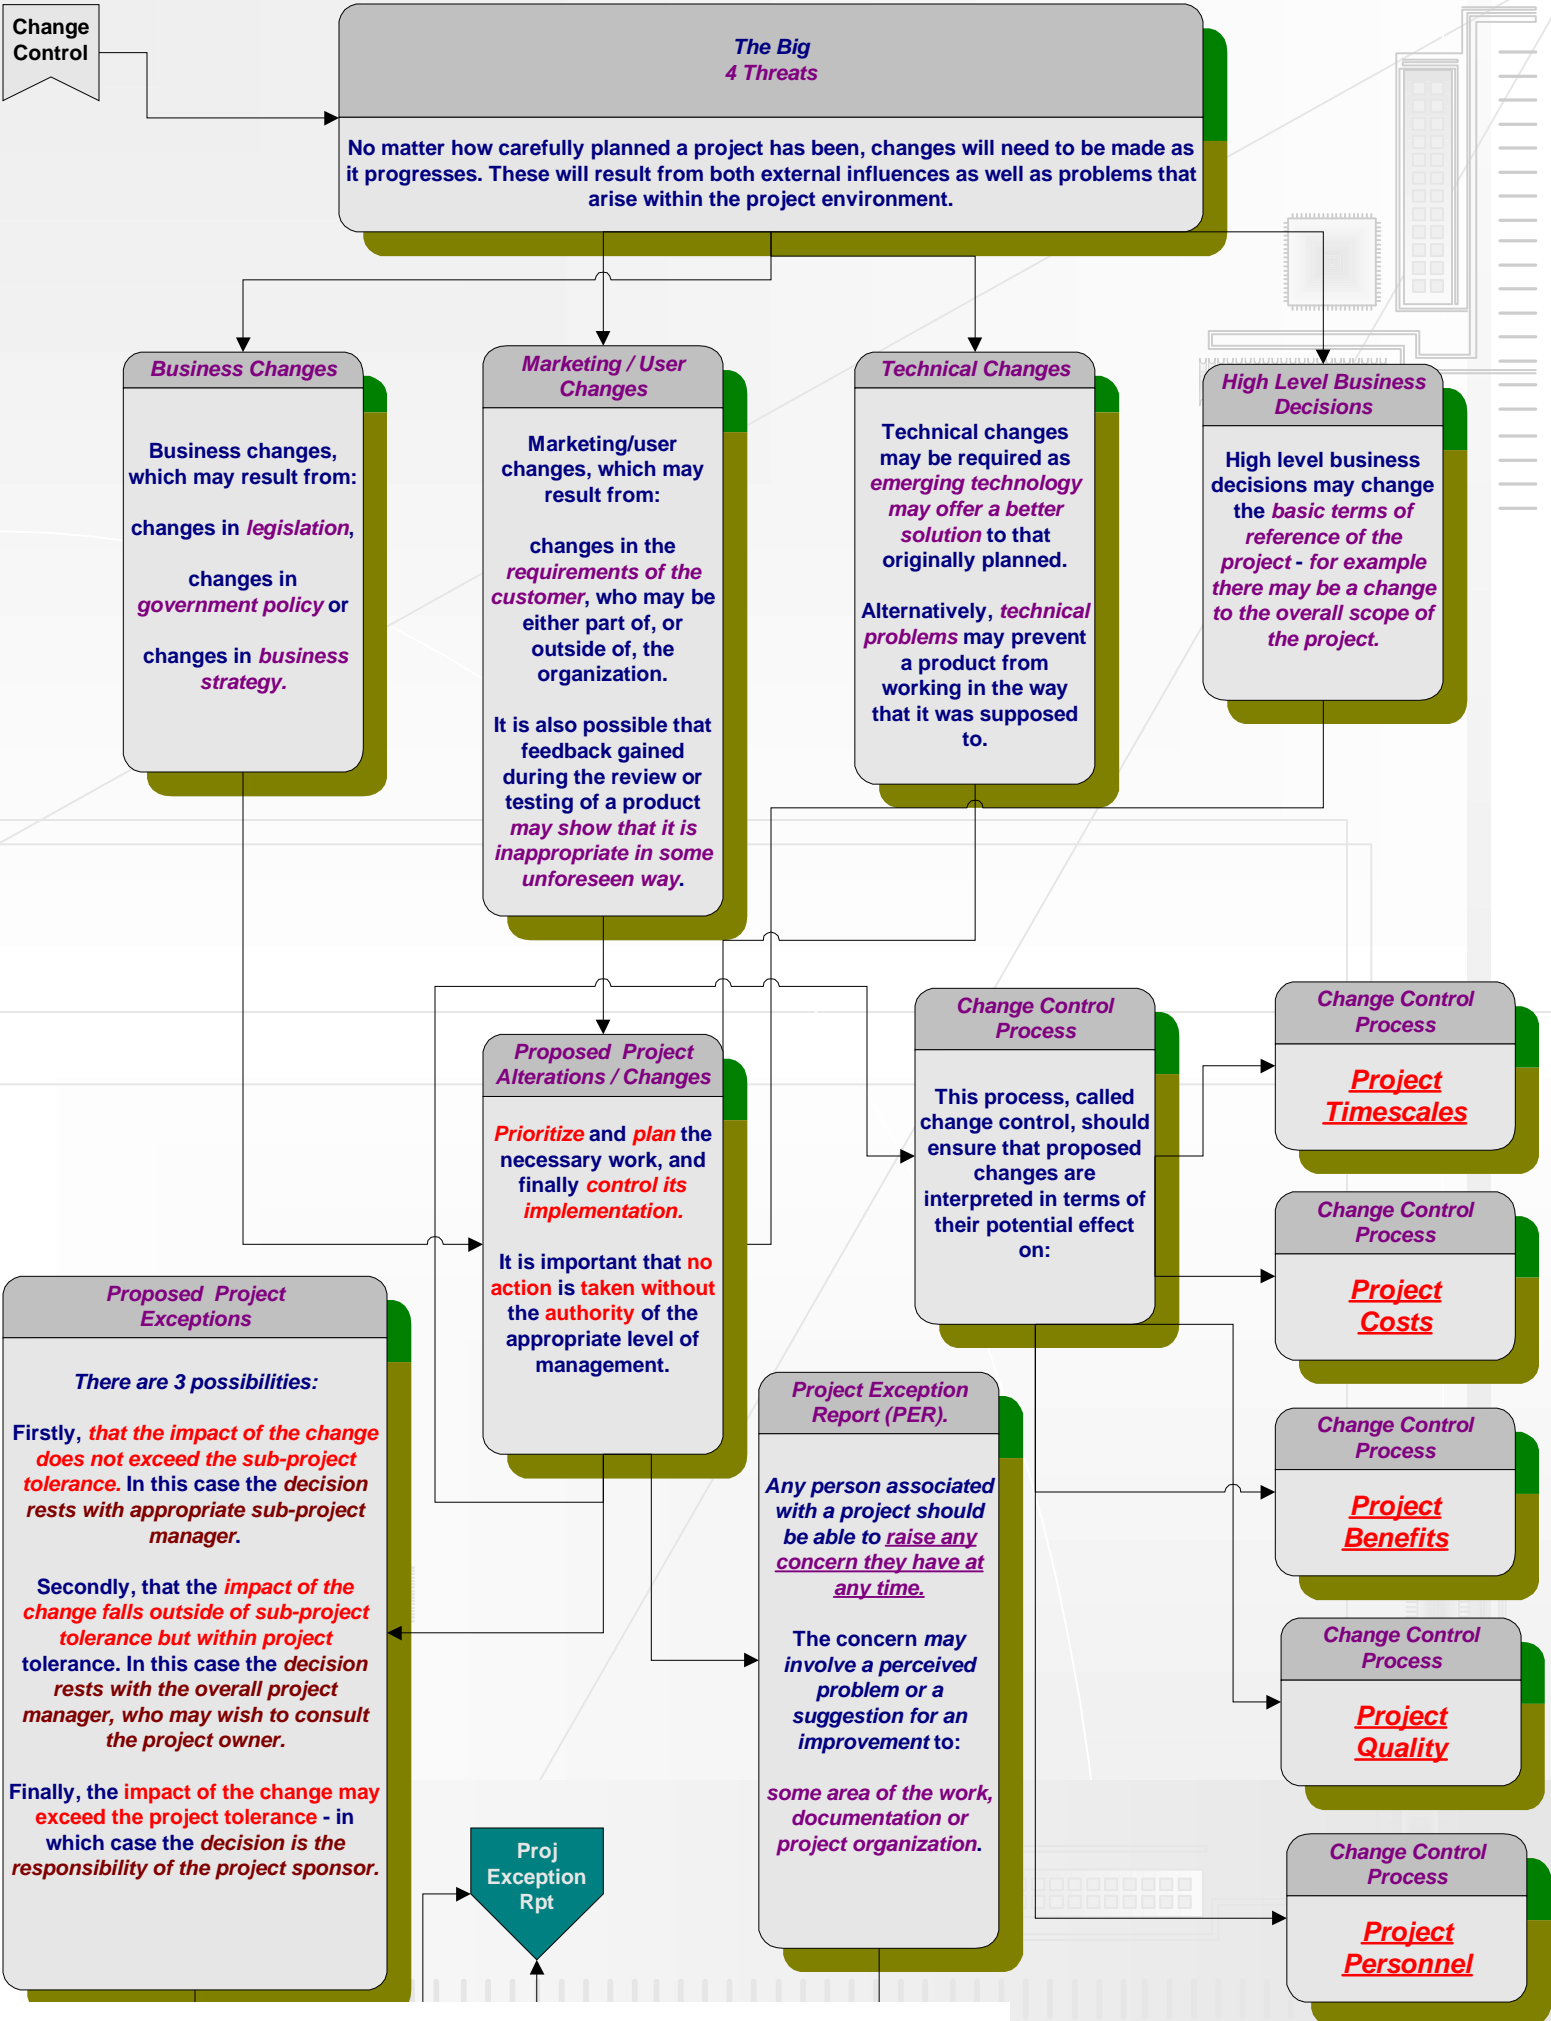 Change
Control
The Big
4 Threats
No matter how carefully planned a project has been, changes will need to be made as
it progresses. These will result from both external influences as well as problems that
arise within the project environment.
Business Changes
Business changes,
which may result from:
changes in legislation,
changes in
government policy or
changes in business
strategy.
Marketing / User
Changes
Marketing/user
changes, which may
result from:
changes in the
requirements of the
customer, who may be
either part of, or
outside of, the
organization.
It is also possible that
feedback gained
during the review or
testing of a product
may show that it is
inappropriate in some
unforeseen way.
Technical Changes
Technical changes
may be required as
emerging technology
may offer a better
solution to that
originally planned.
Alternatively, technical
problems may prevent
a product from
working in the way
that it was supposed
to.
High Level Business
Decisions
High level business
decisions may change
the basic terms of
reference of the
project - for example
there may be a change
to the overall scope of
the project.
Proposed Project
Alterations / Changes
Prioritize and plan the
necessary work, and
finally control its
implementation.
It is important that no
action is taken without
the authority of the
appropriate level of
management.
Change Control
Process
This process, called
change control, should
ensure that proposed
changes are
interpreted in terms of
their potential effect
on:
Change Control
Process
Project
Timescales
Change Control
Process
Project
Costs
Change Control
Process
Project
Benefits
Change Control
Process
Project
Quality
Change Control
Process
Project
Personnel
Proposed Project
Exceptions
There are 3 possibilities:
Firstly, that the impact of the change
does not exceed the sub-project
tolerance. In this case the decision
rests with appropriate sub-project
manager.
Secondly, that the impact of the
change falls outside of sub-project
tolerance but within project
tolerance. In this case the decision
rests with the overall project
manager, who may wish to consult
the project owner.
Finally, the impact of the change may
exceed the project tolerance - in
which case the decision is the
responsibility of the project sponsor.
Project Exception
Report (PER).
Any person associated
with a project should
be able to raise any
concern they have at
any time.
The concern may
involve a perceived
problem or a
suggestion for an
improvement to:
some area of the work,
documentation or
project organization.
Proj
Exception
Rpt